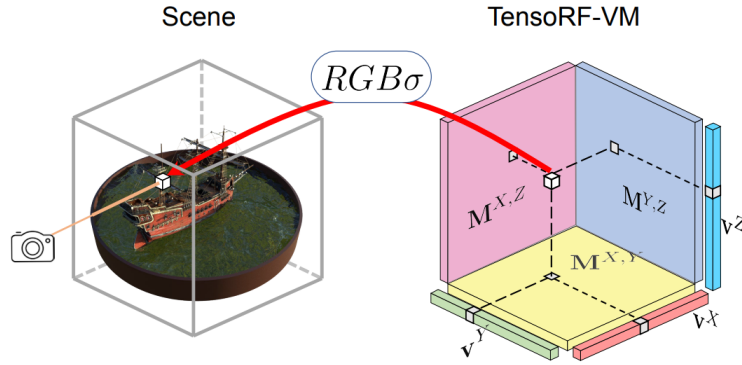 Scene
TensoRF-VM
RGBσ
M^{X,Z}
M^{Y,Z}
M^{X,Y}
v^Z
v^Y
v^X